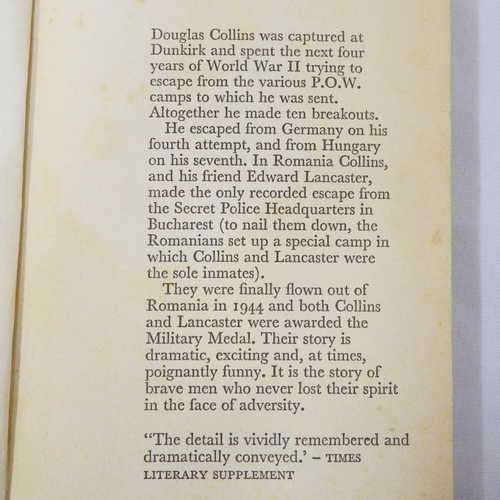 Douglas Collins was captured at
Dunkirk and spent the next four
years of World War II trying to
escape from the various P.O.W.
camps to which he was sent.
Altogether he made ten breakouts.
He escaped from Germany on his
fourth attempt, and from Hungary
on his seventh. In Romania Collins,
and his friend Edward Lancaster,
made the only recorded escape from
the Secret Police Headquarters in
Bucharest (to nail them down, the
Romanians set up a special camp in
which Collins and Lancaster were
the sole inmates).
They were finally flown out of
Romania in 1944 and both Collins
and Lancaster were awarded the
Military Medal. Their story is
dramatic, exciting and, at times,
poignantly funny. It is the story of
brave men who never lost their spirit
in the face of adversity.
"The detail is vividly remembered and
dramatically conveyed.' – TIMES
LITERARY SUPPLEMENT